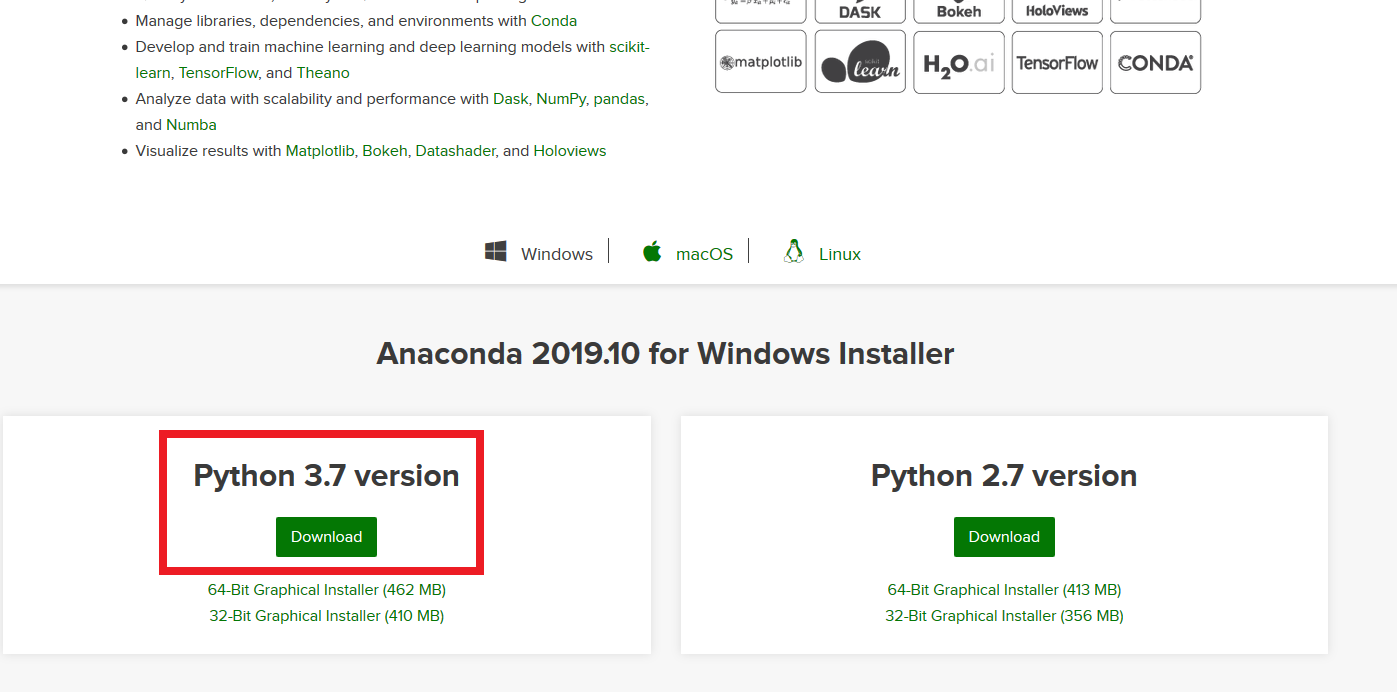 Manage libraries, dependencies, and environments with Conda
Develop and train machine learning and deep learning models with scikit-
learn, TensorFlow, and Theano
Analyze data with scalability and performance with Dask, NumPy, pandas,
and Numba
Visualize results with Matplotlib, Bokeh, Datashader, and Holoviews
DASK
Bokeh
HoloViews
matplotlib
scikit
learn
H2O.ai
TensorFlow
CONDA
Windows
macOS
Linux
Anaconda 2019.10 for Windows Installer
Python 3.7 version
Download
64-Bit Graphical Installer (462 MB)
32-Bit Graphical Installer (410 MB)
Python 2.7 version
Download
64-Bit Graphical Installer (413 MB)
32-Bit Graphical Installer (356 MB)